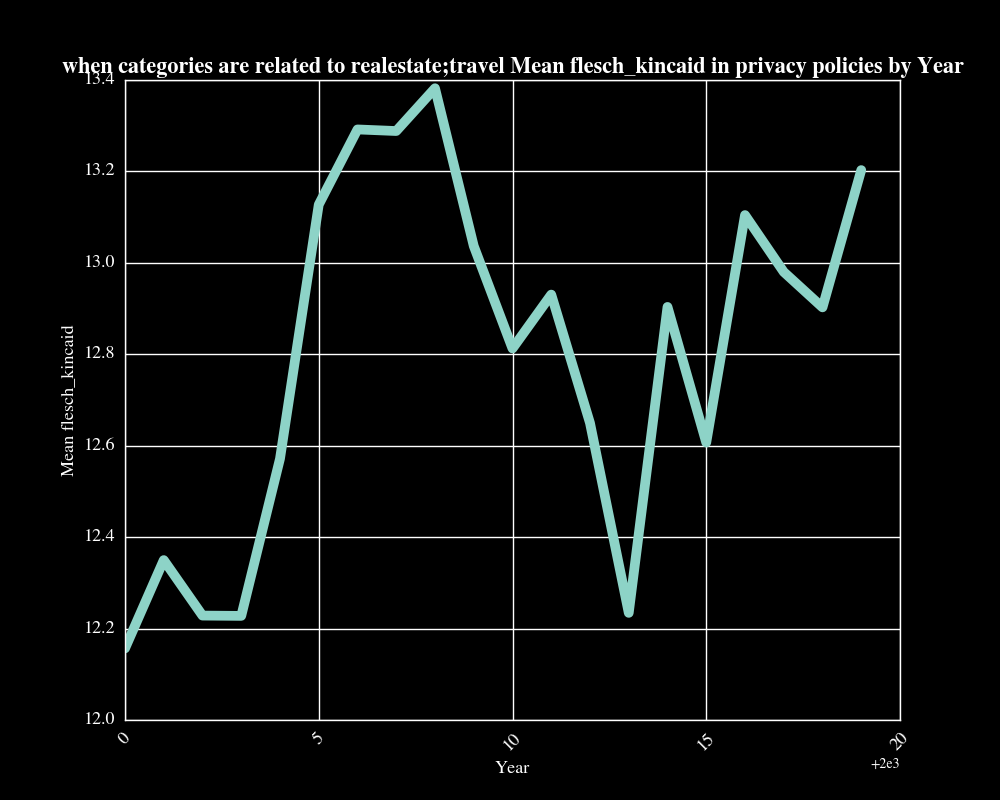 when categories are related to realestate;travel Mean flesch_kincaid in privacy policies by Year
13.4
13.2
13.0
12.8
12.6
12.4
12.2
12.0
Mean flesch_kincaid
0 5 10 15 20
Year
+2e3